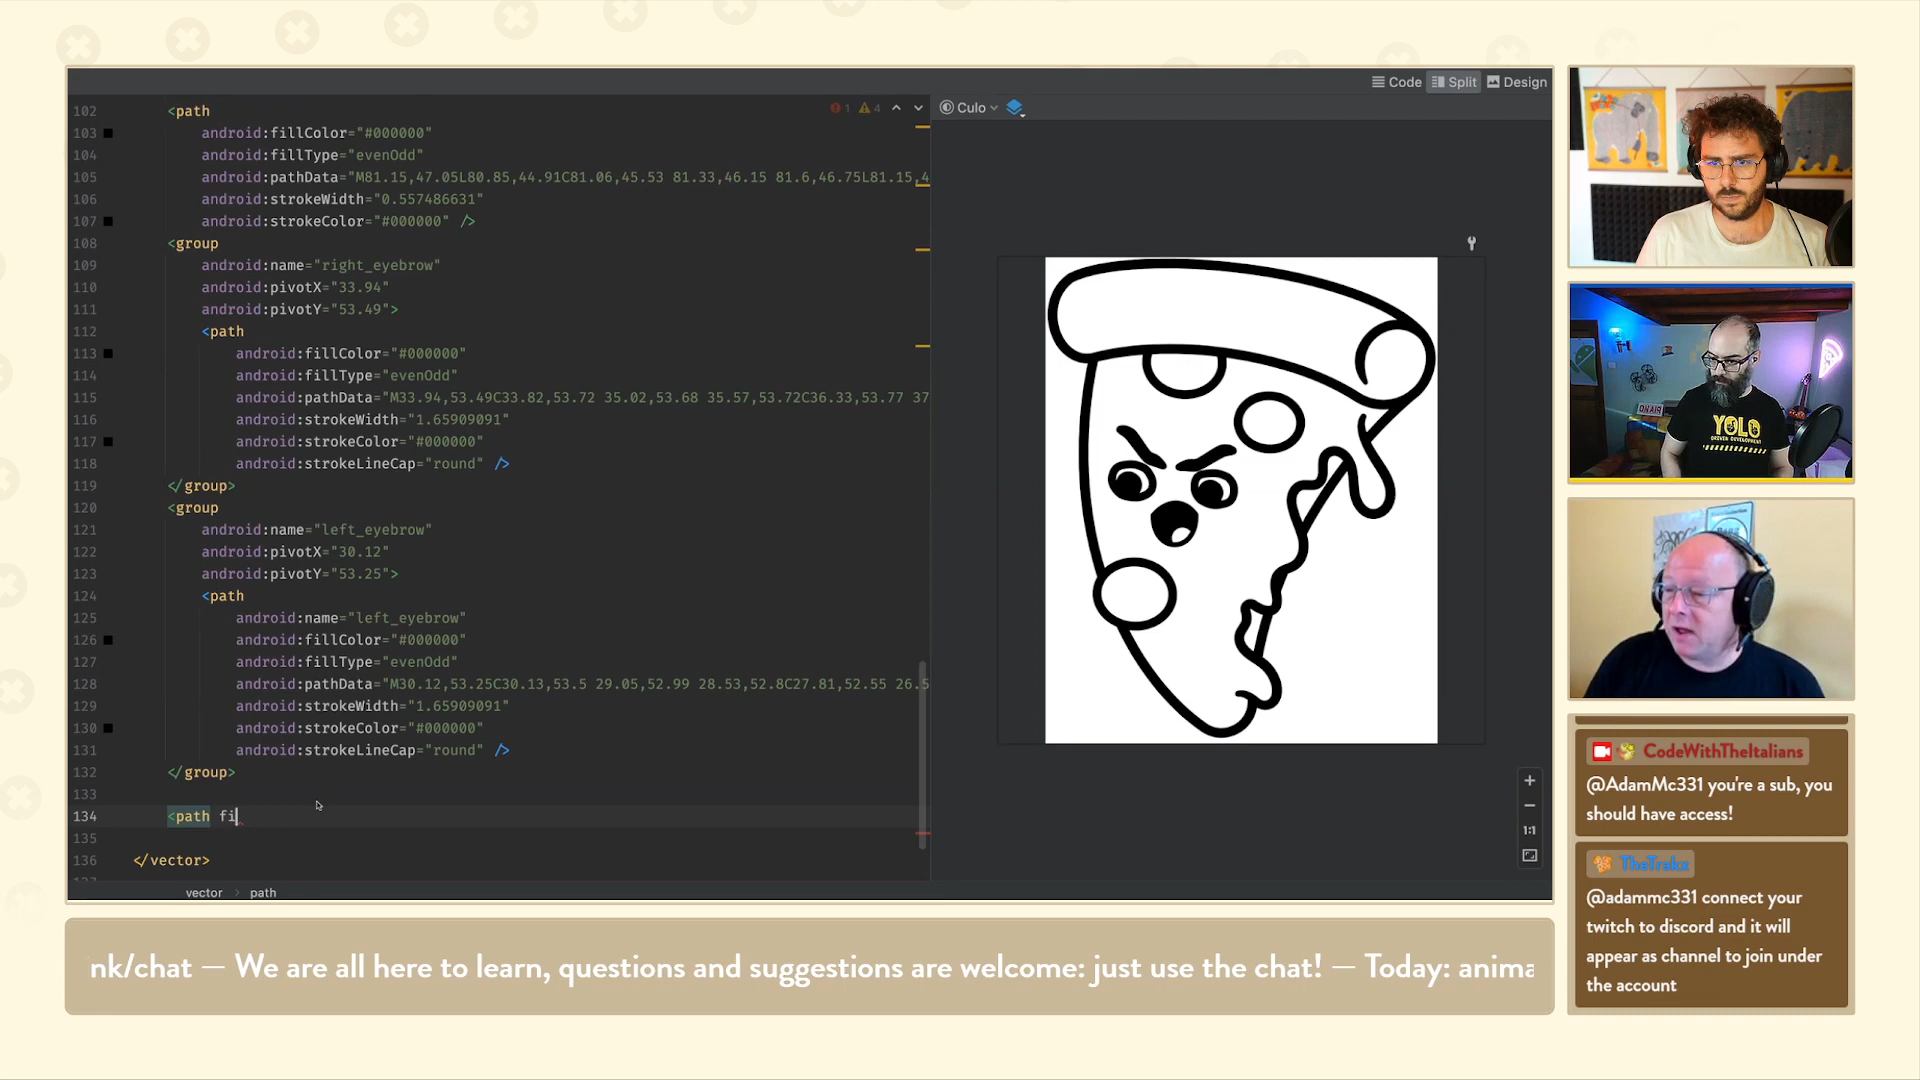 Code Split Design
102 <path 1 4 Culo
103 android:fillColor="#000000"
104 android:fillType="evenOdd"
105 android:pathData="M81.15,47.05L80.85,44.91C81.06,45.53 81.33,46.15 81.6,46.75L81.15,4
106 android:strokeWidth="0.557486631"
107 android:strokeColor="#000000" />
108 <group
109 android:name="right_eyebrow"
110 android:pivotX="33.94"
111 android:pivotY="53.49">
112 <path
113 android:fillColor="#000000"
114 android:fillType="evenOdd"
115 android:pathData="M33.94,53.49C33.82,53.72 35.02,53.68 35.57,53.72C36.33,53.77 37
116 android:strokeWidth="1.65909091"
117 android:strokeColor="#000000"
118 android:strokeLineCap="round" />
119 </group>
120 <group
121 android:name="left_eyebrow"
122 android:pivotX="30.12"
123 android:pivotY="53.25">
124 <path
125 android:name="left_eyebrow"
126 android:fillColor="#000000"
127 android:fillType="evenOdd"
128 android:pathData="M30.12,53.25C30.13,53.5 29.05,52.99 28.53,52.8C27.81,52.55 26.5
129 android:strokeWidth="1.65909091"
130 android:strokeColor="#000000"
131 android:strokeLineCap="round" />
132 </group>
133
134 <path fi
135
136 </vector>
vector > path
1:1
YOLO
DRIVEN DEVELOPMENT
CodeWithTheItalians
@AdamMc331 you're a sub, you
should have access!
TheTrakz
@adammc331 connect your
twitch to discord and it will
appear as channel to join under
the account
nk/chat — We are all here to learn, questions and suggestions are welcome: just use the chat! — Today: anima